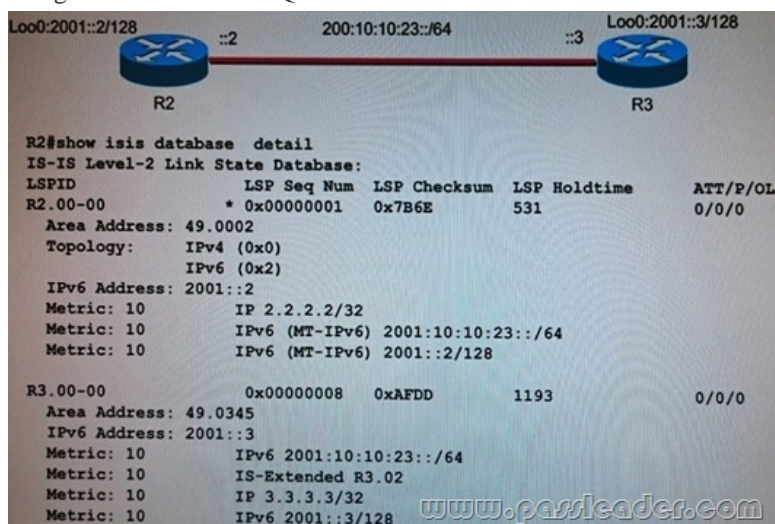 Loo0:2001::2/128
::2
200:10:10:23::/64
::3
Loo0:2001::3/128
R2
R3
R2#show isis database detail
IS-IS Level-2 Link State Database:
LSPID LSP Seq Num LSP Checksum LSP Holdtime ATT/P/OL
R2.00-00 * 0x00000001 0x7B6E 531 0/0/0
Area Address: 49.0002
Topology: IPv4 (0x0)
IPv6 (0x2)
IPv6 Address: 2001::2
Metric: 10 IP 2.2.2.2/32
Metric: 10 IPv6 (MT-IPv6) 2001:10:10:23::/64
Metric: 10 IPv6 (MT-IPv6) 2001::2/128
R3.00-00 0x00000008 0xAFDD 1193 0/0/0
Area Address: 49.0345
IPv6 Address: 2001::3
Metric: 10 IPv6 2001:10:10:23::/64
Metric: 10 IS-Extended R3.02
Metric: 10 IP 3.3.3.3/32
Metric: 10 IPv6 2001::3/128
www.passleader.com